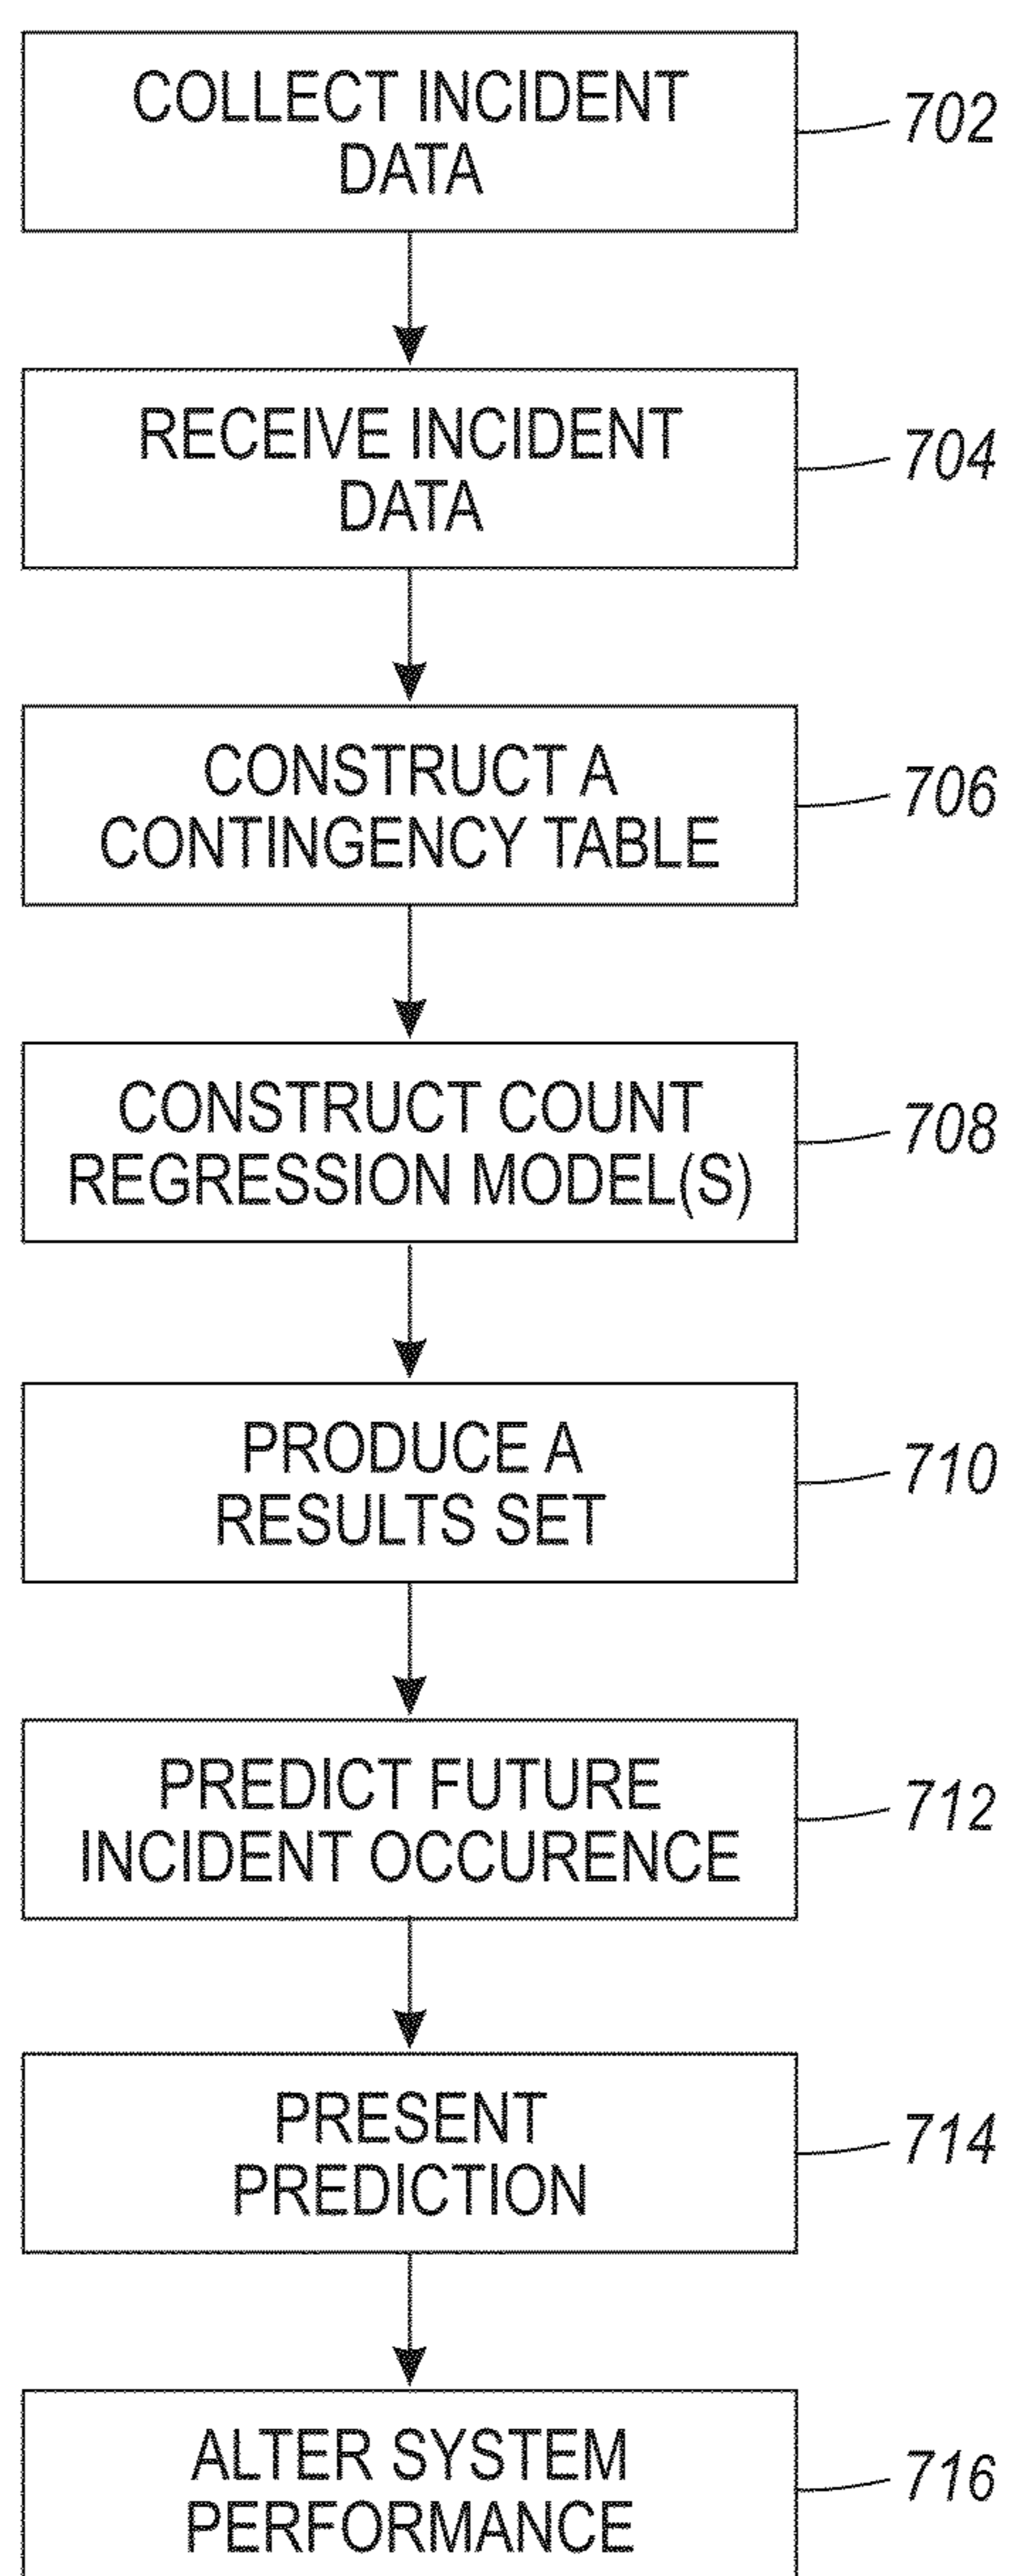 COLLECT INCIDENT
DATA
702
RECEIVE INCIDENT
DATA
704
CONSTRUCT A
CONTINGENCY TABLE
706
CONSTRUCT COUNT
REGRESSION MODEL(S)
708
PRODUCE A
RESULTS SET
710
PREDICT FUTURE
INCIDENT OCCURENCE
712
PRESENT
PREDICTION
714
ALTER SYSTEM
PERFORMANCE
716